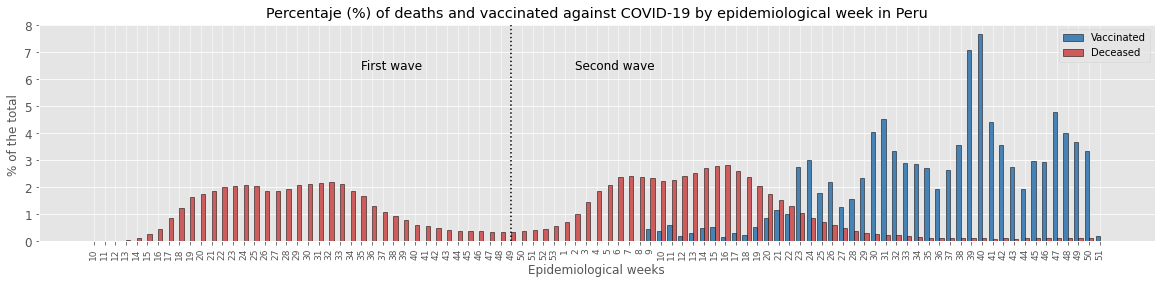 Percentaje (%) of deaths and vaccinated against COVID-19 by epidemiological week in Peru
8
7
6
5
4
3
2
1
0
% of the total
First wave
Second wave
Vaccinated
Deceased
10 11 12 13 14 15 16 17 18 19 20 21 22 23 24 25 26 27 28 29 30 31 32 33 34 35 36 37 38 39 40 41 42 43 44 45 46 47 48 49 50 51 52 53 1 2 3 4 5 6 7 8 9 10 11 12 13 14 15 16 17 18 19 20 21 22 23 24 25 26 27 28 29 30 31 32 33 34 35 36 37 38 39 40 41 42 43 44 45 46 47 48 49 50 51
Epidemiological weeks